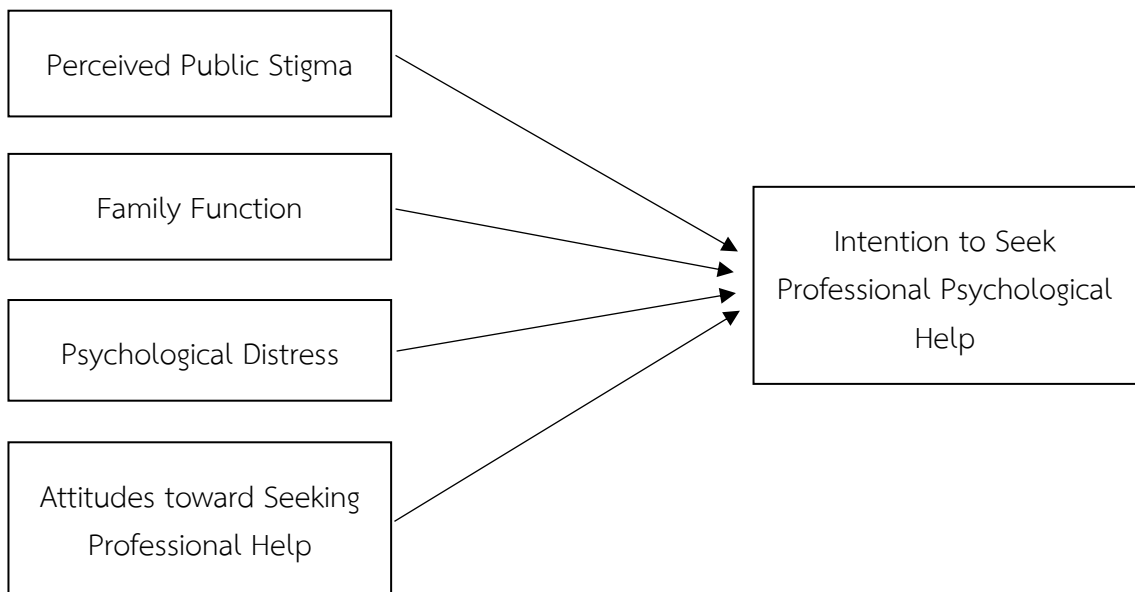 Perceived Public Stigma
Family Function
Psychological Distress
Attitudes toward Seeking
Professional Help
Intention to Seek
Professional Psychological
Help